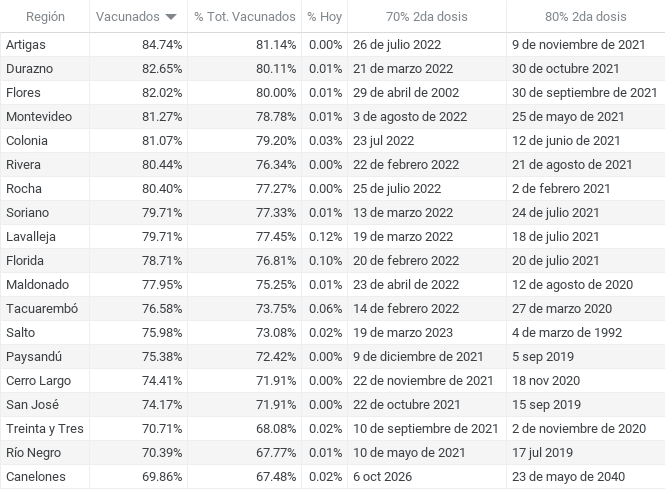 Región Vacunados % Tot. Vacunados % Hoy 70% 2da dosis 80% 2da dosis
Artigas 84.74% 81.14% 0.00% 26 de julio 2022 9 de noviembre de 2021
Durazno 82.65% 80.11% 0.01% 21 de marzo 2022 30 de octubre 2021
Flores 82.02% 80.00% 0.01% 29 de abril de 2002 30 de septiembre de 2021
Montevideo 81.27% 78.78% 0.01% 3 de agosto de 2022 25 de mayo de 2021
Colonia 81.07% 79.20% 0.03% 23 jul 2022 12 de junio de 2021
Rivera 80.44% 76.34% 0.00% 22 de febrero 2022 21 de agosto de 2021
Rocha 80.40% 77.27% 0.00% 25 de julio 2022 2 de febrero 2021
Soriano 79.71% 77.33% 0.01% 13 de marzo 2022 24 de julio 2021
Lavalleja 79.71% 77.45% 0.12% 19 de marzo 2022 18 de julio 2021
Florida 78.71% 76.81% 0.10% 20 de febrero 2022 20 de julio 2021
Maldonado 77.95% 75.25% 0.01% 23 de abril de 2022 12 de agosto de 2020
Tacuarembó 76.58% 73.75% 0.06% 14 de febrero 2022 27 de marzo 2020
Salto 75.98% 73.08% 0.02% 19 de marzo 2023 4 de marzo de 1992
Paysandú 75.38% 72.42% 0.00% 9 de diciembre de 2021 5 sep 2019
Cerro Largo 74.41% 71.91% 0.00% 22 de noviembre de 2021 18 nov 2020
San José 74.17% 71.91% 0.00% 22 de octubre 2021 15 sep 2019
Treinta y Tres 70.71% 68.08% 0.02% 10 de septiembre de 2021 2 de noviembre de 2020
Río Negro 70.39% 67.77% 0.01% 10 de mayo de 2021 17 jul 2019
Canelones 69.86% 67.48% 0.02% 6 oct 2026 23 de mayo de 2040